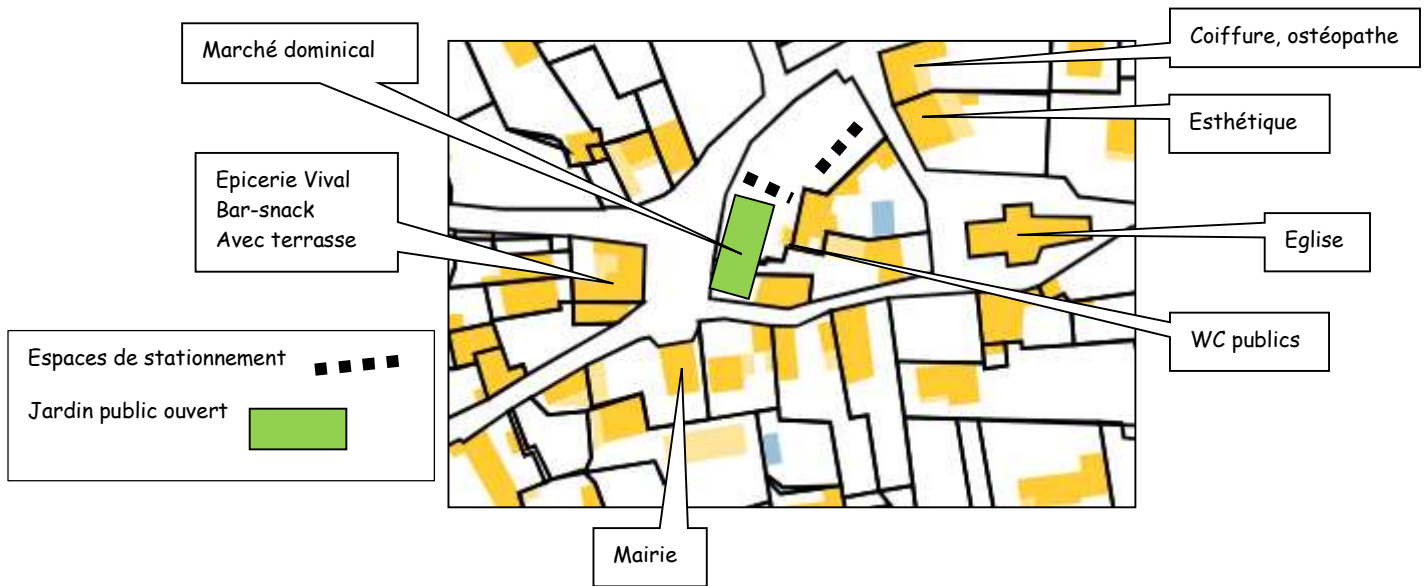 Marché dominical
Coiffure, ostéopathe
Esthétique
Epicerie Vival
Bar-snack
Avec terrasse
Eglise
WC publics
Espaces de stationnement
Jardin public ouvert
Mairie